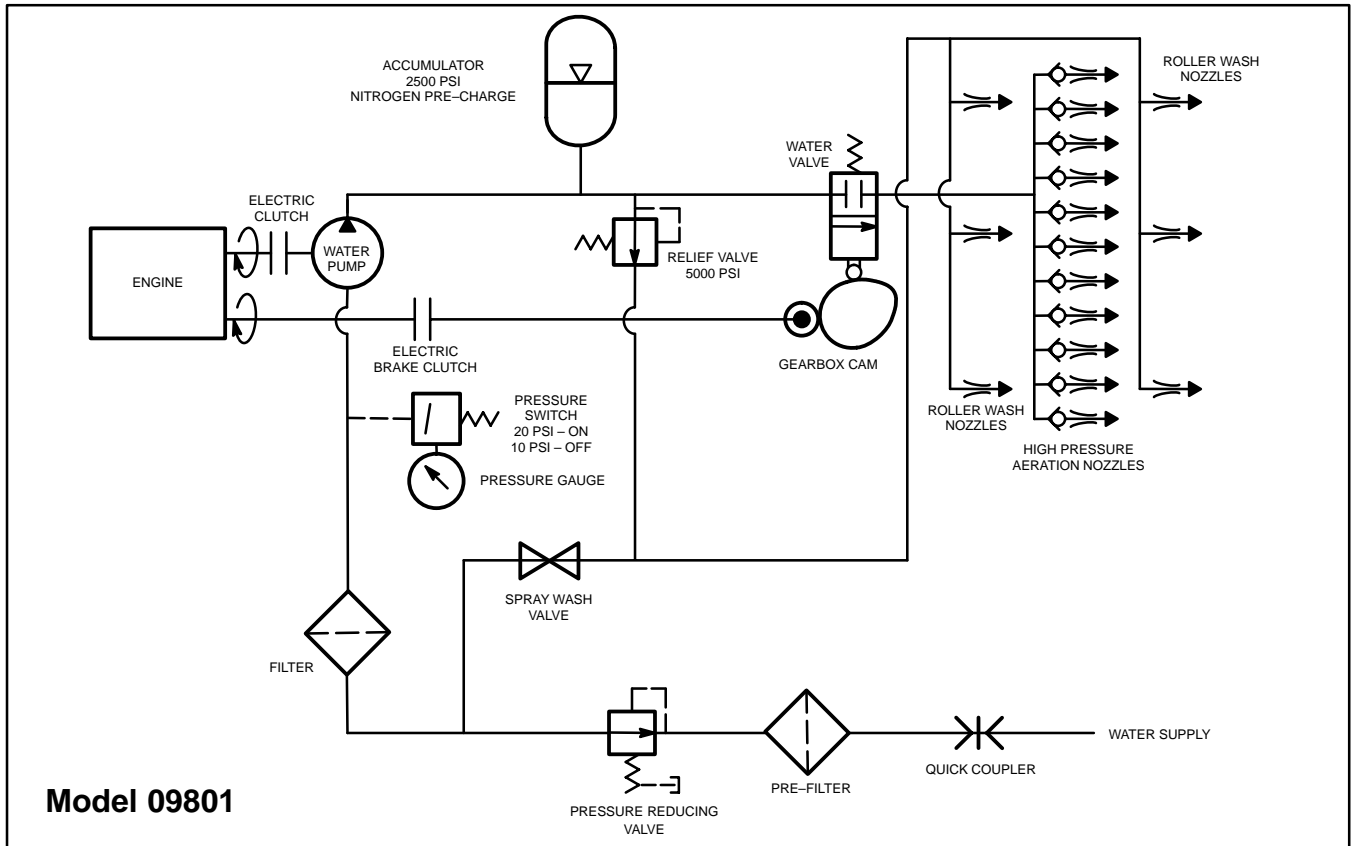 ACCUMULATOR
2500 PSI
NITROGEN PRE–CHARGE
ROLLER WASH
NOZZLES
WATER
VALVE
ELECTRIC
CLUTCH
ENGINE
WATER
PUMP
RELIEF VALVE
5000 PSI
ELECTRIC
BRAKE CLUTCH
GEARBOX CAM
PRESSURE
SWITCH
20 PSI – ON
10 PSI – OFF
PRESSURE GAUGE
ROLLER WASH
NOZZLES
HIGH PRESSURE
AERATION NOZZLES
SPRAY WASH
VALVE
FILTER
WATER SUPPLY
QUICK COUPLER
PRE–FILTER
PRESSURE REDUCING
VALVE
Model 09801